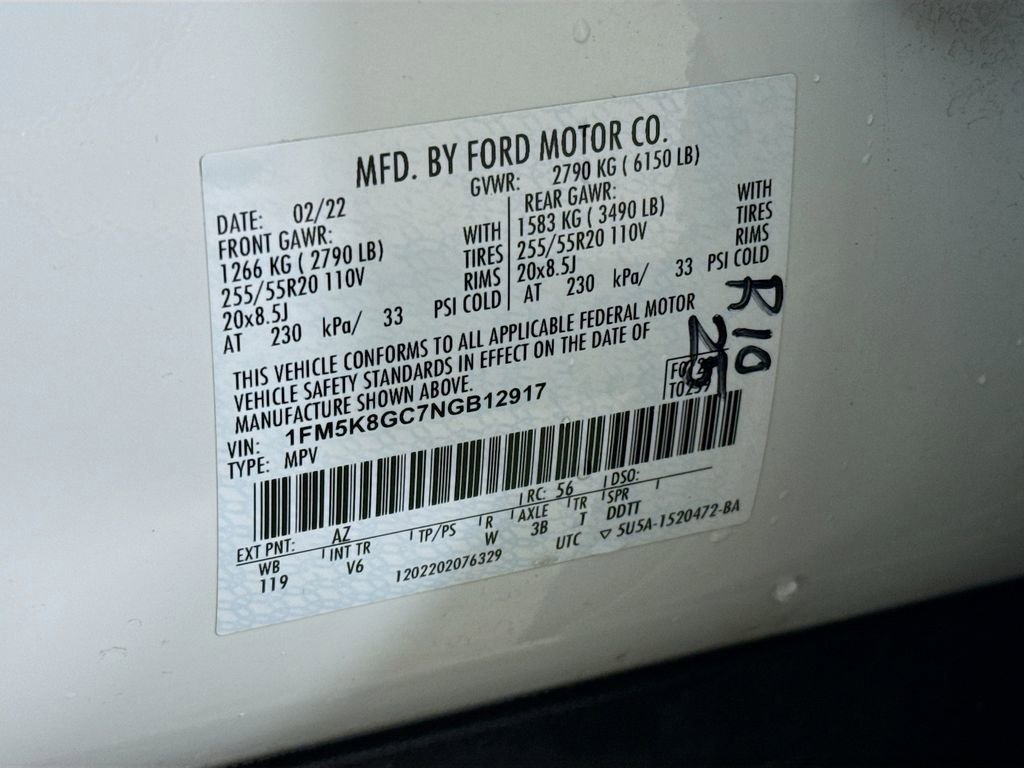 MFD. BY FORD MOTOR CO.
DATE: 02/22 GVWR: 2790 KG ( 6150 LB)
FRONT GAWR: REAR GAWR:
1266 KG ( 2790 LB) WITH 1583 KG ( 3490 LB) WITH
255/55R20 110V TIRES 255/55R20 110V TIRES
20x8.5J RIMS 20x8.5J RIMS
AT 230 kPa/ 33 PSI COLD AT 230 kPa/ 33 PSI COLD
THIS VEHICLE CONFORMS TO ALL APPLICABLE FEDERAL MOTOR
VEHICLE SAFETY STANDARDS IN EFFECT ON THE DATE OF
MANUFACTURE SHOWN ABOVE.
R10
25
VIN: 1FM5K8GC7NGB12917
TYPE: MPV
EXT PNT: AZ RC: 56 DSO:
WB INT TR TP/PS R AXLE TR SPR
119 V6 W 3B T DDTT
1202202076329 UTC ▽ 5U5A-1520472-BA